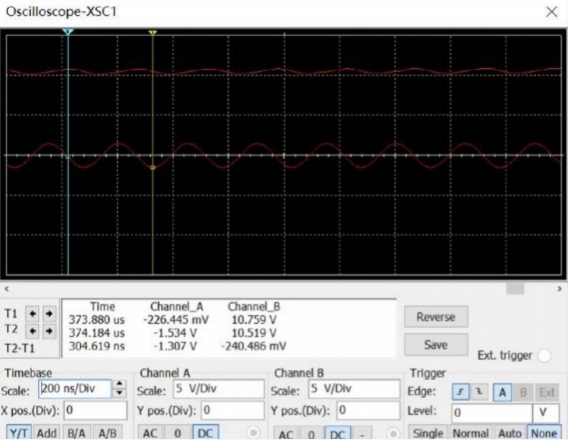 Oscilloscope-XSC1
Time Channel_A Channel_B
T1 373.880 us -226.445 mV 10.759 V
T2 374.184 us -1.534 V 10.519 V
T2-T1 304.619 ns -1.307 V -240.486 mV
Reverse
Save
Ext. trigger
Timebase Channel A Channel B Trigger
Scale: 200 ns/Div Scale: 5 V/Div Scale: 5 V/Div Edge: A B Ext
X pos.(Div): 0 Y pos.(Div): 0 Y pos.(Div): 0 Level: 0 V
Y/T Add B/A A/B AC 0 DC AC 0 DC - Single Normal Auto None